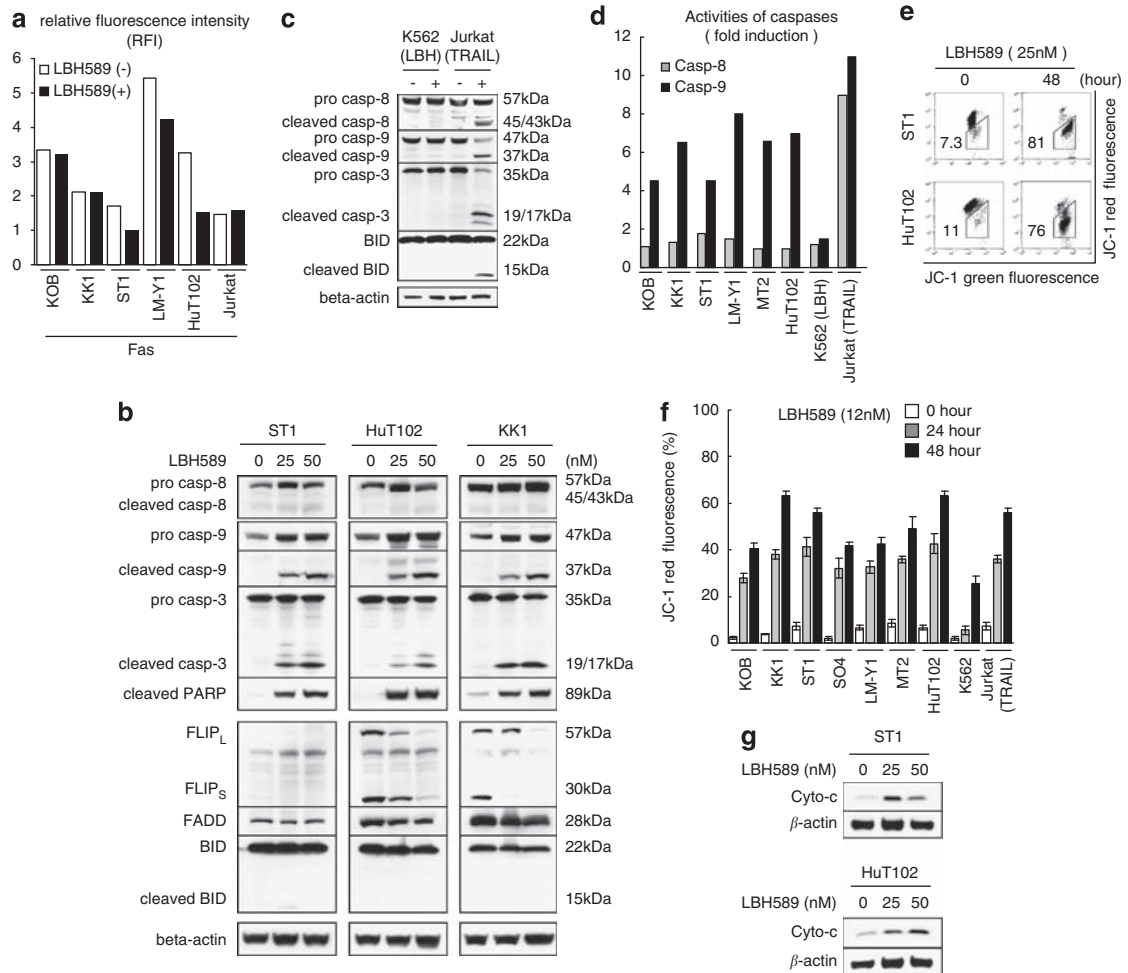 a
relative fluorescence intensity
(RFI)
LBH589 (-)
LBH589(+)
6
5
4
3
2
1
0
KOB
KK1
ST1
LM-Y1
HuT102
Jurkat
Fas
c
K562 Jurkat
(LBH) (TRAIL)
- + - +
pro casp-8 57kDa
cleaved casp-8 45/43kDa
pro casp-9 47kDa
cleaved casp-9 37kDa
pro casp-3 35kDa
cleaved casp-3 19/17kDa
BID 22kDa
cleaved BID 15kDa
beta-actin
d
Activities of caspases
( fold induction )
Casp-8
Casp-9
12
10
8
6
4
2
0
KOB
KK1
ST1
LM-Y1
MT2
HuT102
K562 (LBH)
Jurkat (TRAIL)
e
LBH589 ( 25nM )
0 48 (hour)
ST1
7.3 81
HuT102
11 76
JC-1 red fluorescence
JC-1 green fluorescence
b
ST1 HuT102 KK1
LBH589 0 25 50 0 25 50 0 25 50 (nM)
pro casp-8 57kDa
cleaved casp-8 45/43kDa
pro casp-9 47kDa
cleaved casp-9 37kDa
pro casp-3 35kDa
cleaved casp-3 19/17kDa
cleaved PARP 89kDa
FLIPL 57kDa
FLIPS 30kDa
FADD 28kDa
BID 22kDa
cleaved BID 15kDa
beta-actin
f
LBH589 (12nM)
0 hour
24 hour
48 hour
JC-1 red fluorescence (%)
100
80
60
40
20
0
KOB
KK1
ST1
SO4
LM-Y1
MT2
HuT102
K562
Jurkat
(TRAIL)
g
ST1
LBH589 (nM) 0 25 50
Cyto-c
β-actin
HuT102
LBH589 (nM) 0 25 50
Cyto-c
β-actin